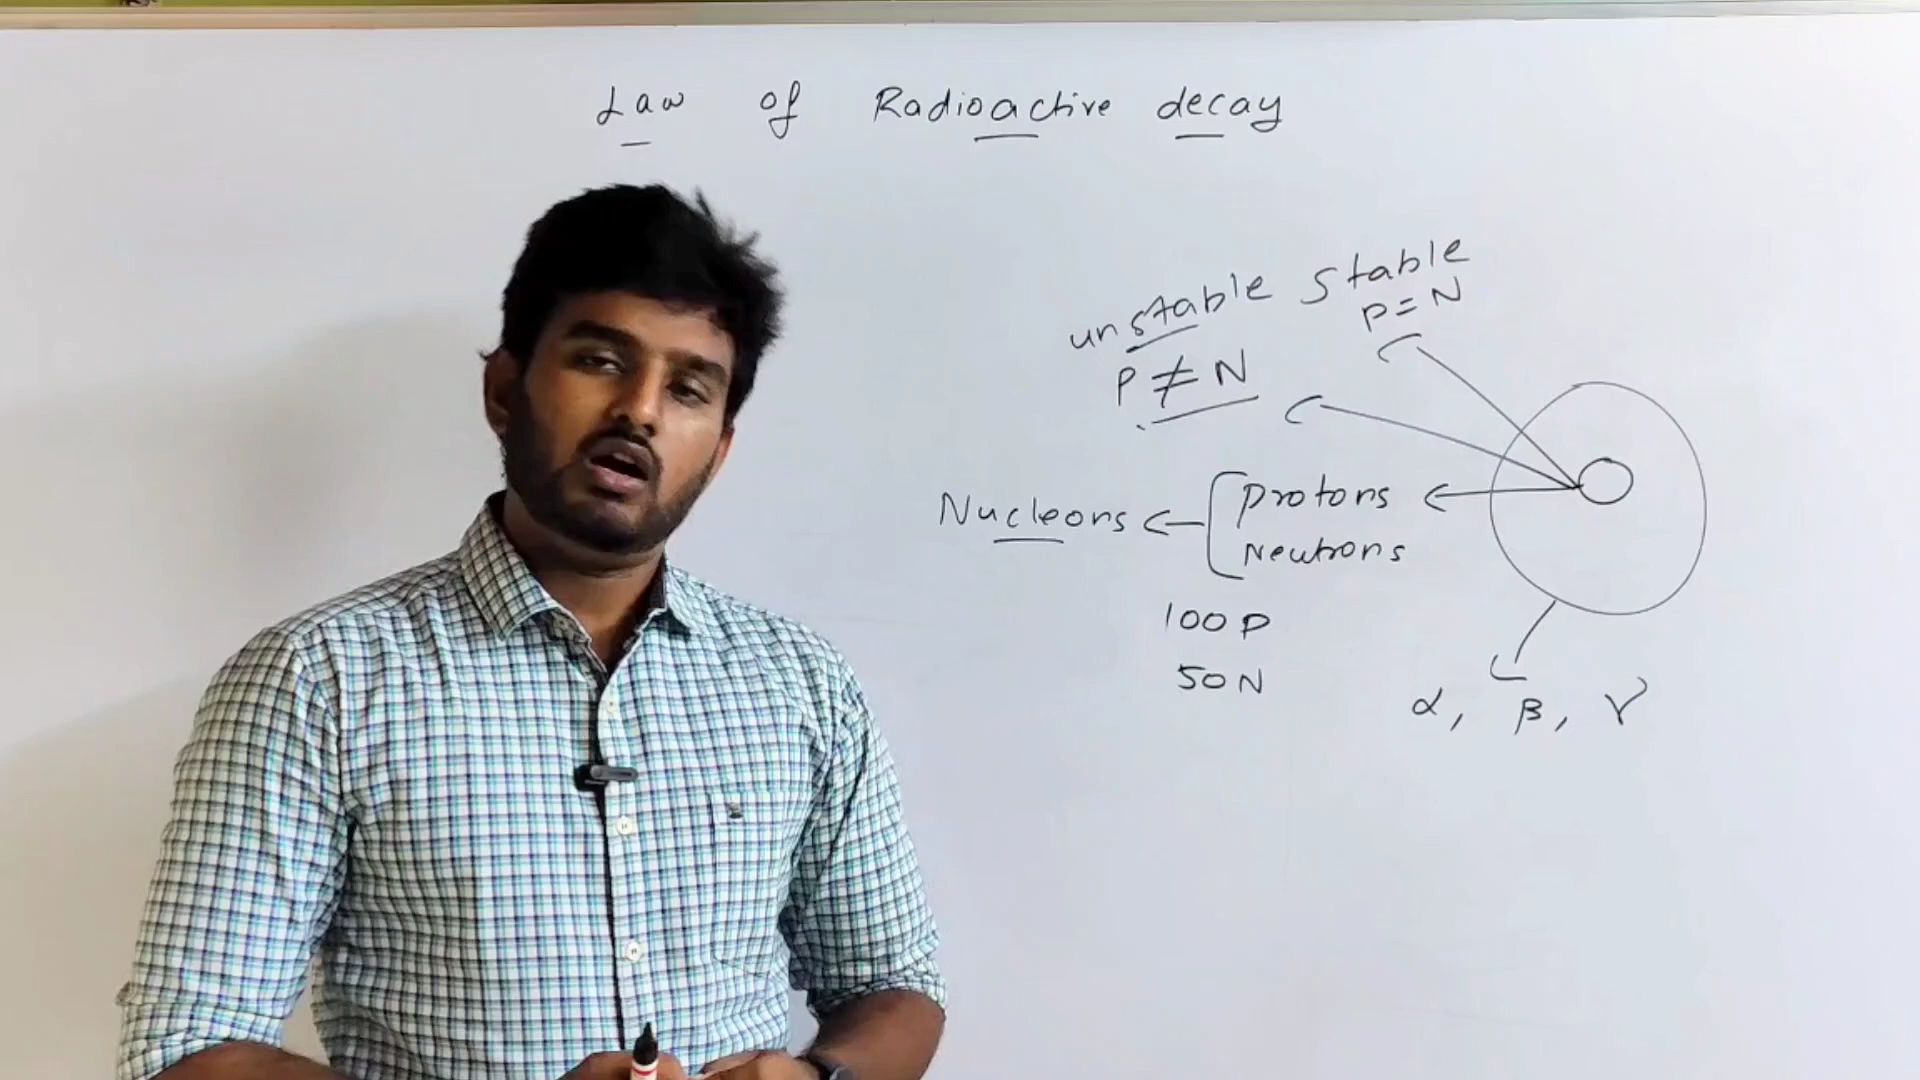 Law of Radioactive decay
unstable stable
P = N
P ≠ N
Nucleons
protons
Neutrons
100 P
50 N
α, β, γ